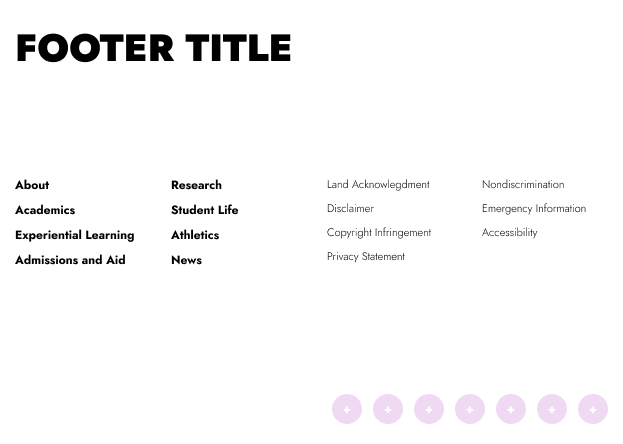 FOOTER TITLE
About
Academics
Experiential Learning
Admissions and Aid
Research
Student Life
Athletics
News
Land Acknowlegdment
Disclaimer
Copyright Infringement
Privacy Statement
Nondiscrimination
Emergency Information
Accessibility